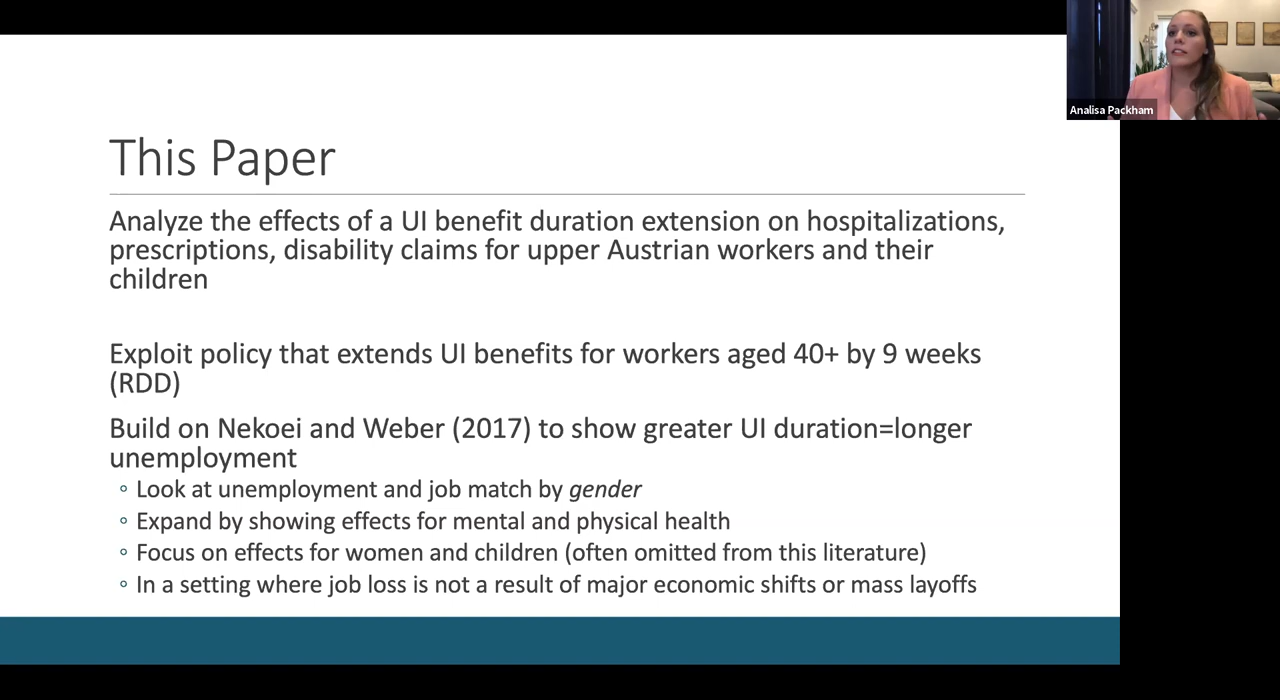 Analisa Packham
This Paper
Analyze the effects of a UI benefit duration extension on hospitalizations,
prescriptions, disability claims for upper Austrian workers and their
children
Exploit policy that extends UI benefits for workers aged 40+ by 9 weeks
(RDD)
Build on Nekoei and Weber (2017) to show greater UI duration=longer
unemployment
◦ Look at unemployment and job match by gender
◦ Expand by showing effects for mental and physical health
◦ Focus on effects for women and children (often omitted from this literature)
◦ In a setting where job loss is not a result of major economic shifts or mass layoffs